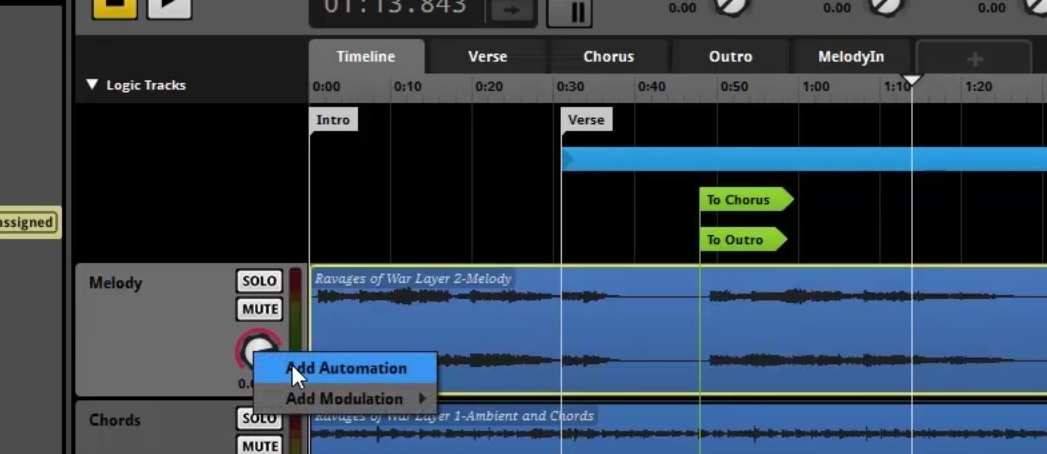 01:13.843
0.00
0.00
0.00
Timeline
Verse
Chorus
Outro
MelodyIn
+
Logic Tracks
0:00
0:10
0:20
0:30
0:40
0:50
1:00
1:10
1:20
Intro
Verse
To Chorus
To Outro
Melody
SOLO
MUTE
Ravages of War Layer 2-Melody
Add Automation
Add Modulation
Chords
SOLO
MUTE
Ravages of War Layer 1-Ambient and Chords